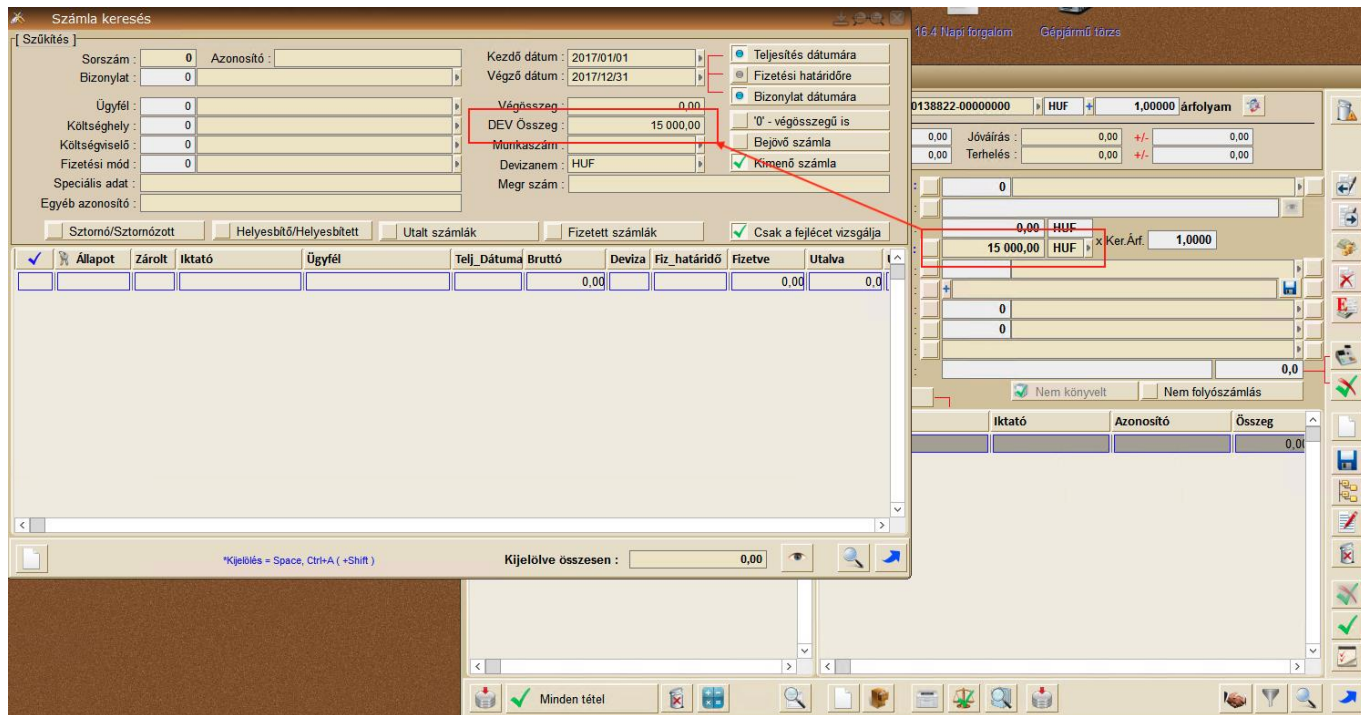 Számla keresés
16.4 Napi forgalom Gépjármű törzs
[ Szűkítés ]
Sorszám : 0 Azonosító : Kezdő dátum : 2017/01/01 Teljesítés dátumára
Bizonylat : 0 Végző dátum : 2017/12/31 Fizetési határidőre
Bizonylat dátumára
Ügyfél : 0 Végösszeg : 0,00
Költséghely : 0 DEV Összeg : 15 000,00 '0' - végösszegű is
Költségviselő : 0 Munkaszám : Bejövő számla
Fizetési mód : 0 Devizanem : HUF Kimenő számla
Speciális adat : Megr szám :
Egyéb azonosító :
Sztornó/Sztornózott Helyesbítő/Helyesbített Utalt számlák Fizetett számlák Csak a fejlécet vizsgálja
Állapot Zárolt Iktató Ügyfél Telj_Dátuma Bruttó Deviza Fiz_határidő Fizetve Utalva
0,00 0,00 0,0
*Kijelölés = Space, Ctrl+A ( +Shift ) Kijelölve összesen : 0,00
0138822-00000000 HUF + 1,00000 árfolyam
0,00 Jóváírás : 0,00 +/- 0,00
0,00 Terhelés : 0,00 +/- 0,00
: 0
:
: 0,00 HUF
: 15 000,00 HUF x Ker.Árf. 1,0000
:
: +
: 0
: 0
:
: 0,0
Nem könyvelt Nem folyószámlás
Iktató Azonosító Összeg
0,00
Minden tétel